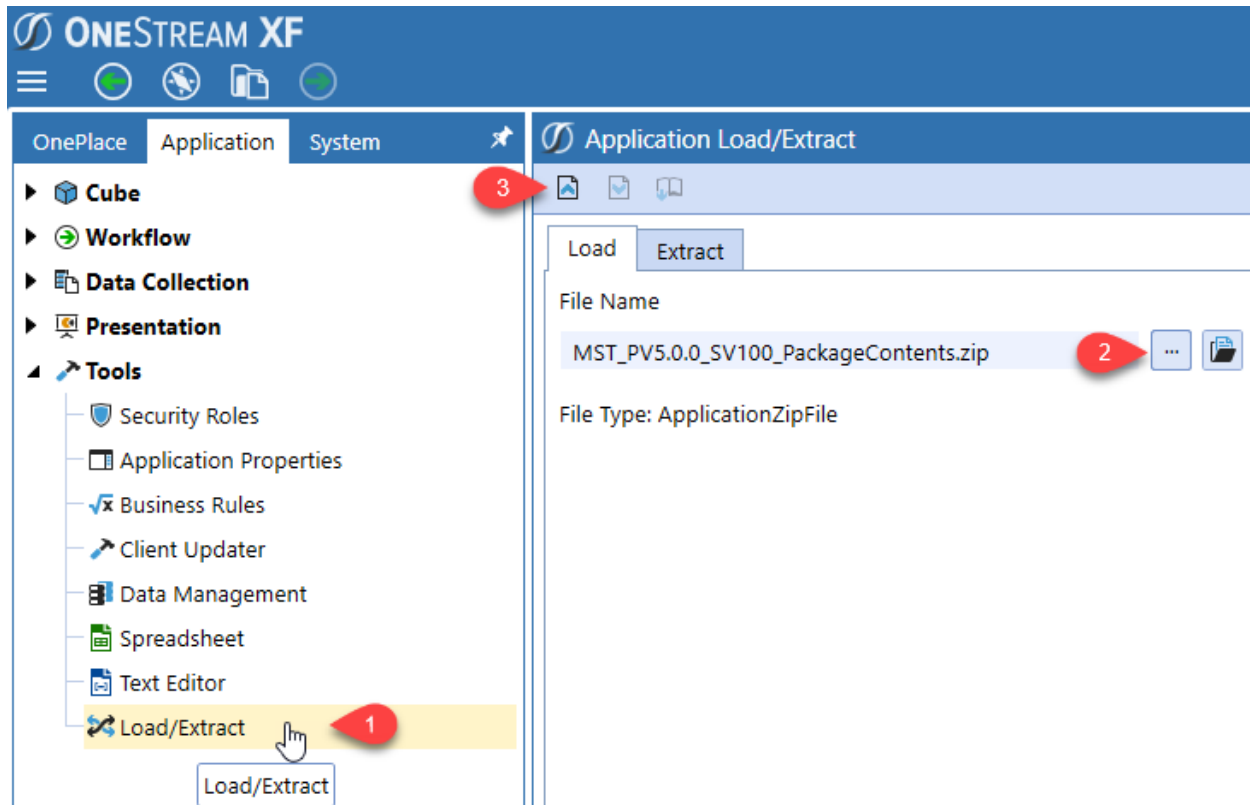 ONESTREAM XF
OnePlace Application System
Cube
Workflow
Data Collection
Presentation
Tools
Security Roles
Application Properties
Business Rules
Client Updater
Data Management
Spreadsheet
Text Editor
Load/Extract
1
Load/Extract
Application Load/Extract
3
Load Extract
File Name
MST_PV5.0.0_SV100_PackageContents.zip
2
...
File Type: ApplicationZipFile